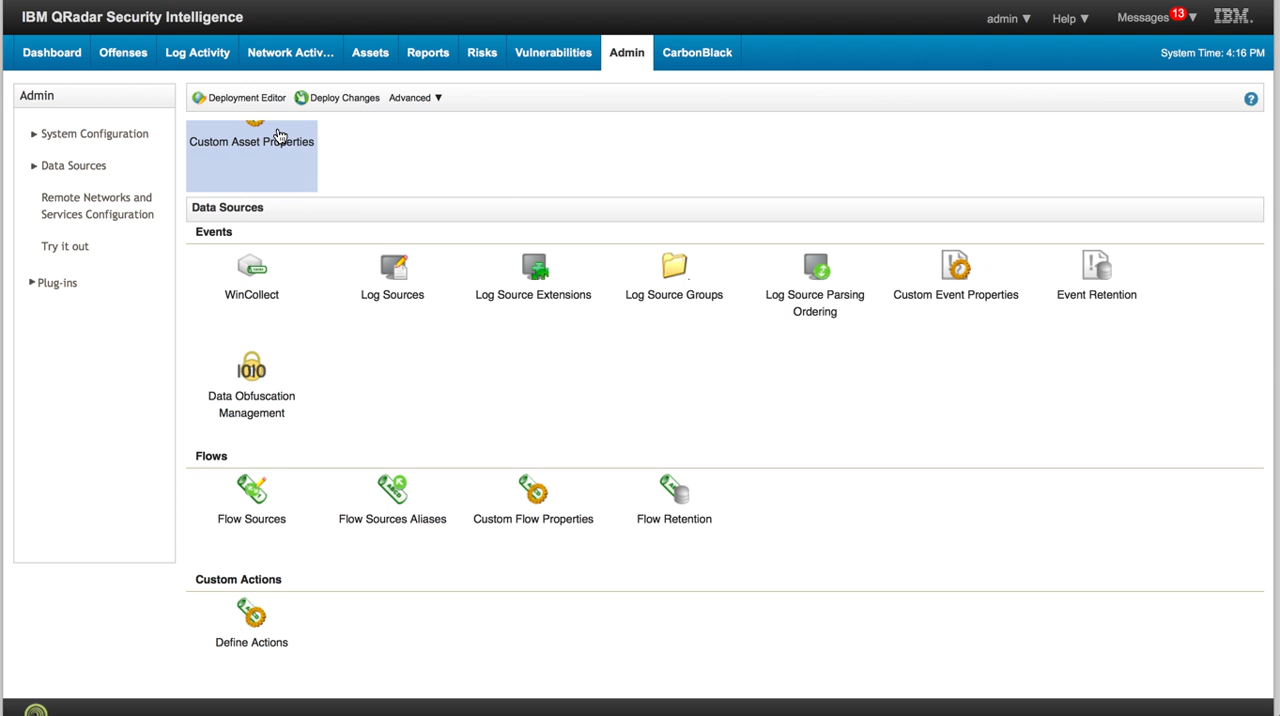 IBM QRadar Security Intelligence
admin ▼ Help ▼ Messages 13 ▼ IBM.
Dashboard Offenses Log Activity Network Activ... Assets Reports Risks Vulnerabilities Admin CarbonBlack System Time: 4:16 PM
Admin
Deployment Editor Deploy Changes Advanced ▼ ?
System Configuration
Data Sources
Remote Networks and
Services Configuration
Try it out
Plug-ins
Custom Asset Properties
Data Sources
Events
WinCollect Log Sources Log Source Extensions Log Source Groups Log Source Parsing Custom Event Properties Event Retention
Ordering
1010
Data Obfuscation
Management
Flows
Flow Sources Flow Sources Aliases Custom Flow Properties Flow Retention
Custom Actions
Define Actions